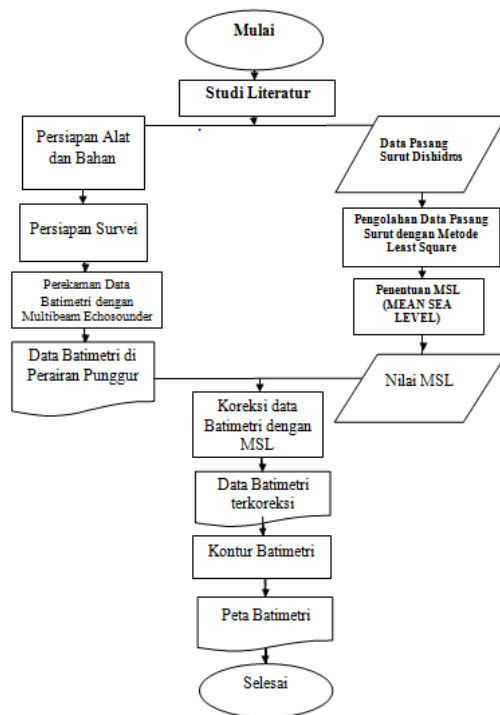 Mulai
Studi Literatur
Persiapan Alat
dan Bahan
Data Pasang
Surut Dishidros
Persiapan Survei
Pengolahan Data Pasang
Surut dengan Metode
Least Square
Perekaman Data
Batimetri dengan
Multibeam Echosounder
Penentuan MSL
(MEAN SEA
LEVEL)
Data Batimetri di
Perairan Punggur
Nilai MSL
Koreksi data
Batimetri dengan
MSL
Data Batimetri
terkoreksi
Kontur Batimetri
Peta Batimetri
Selesai